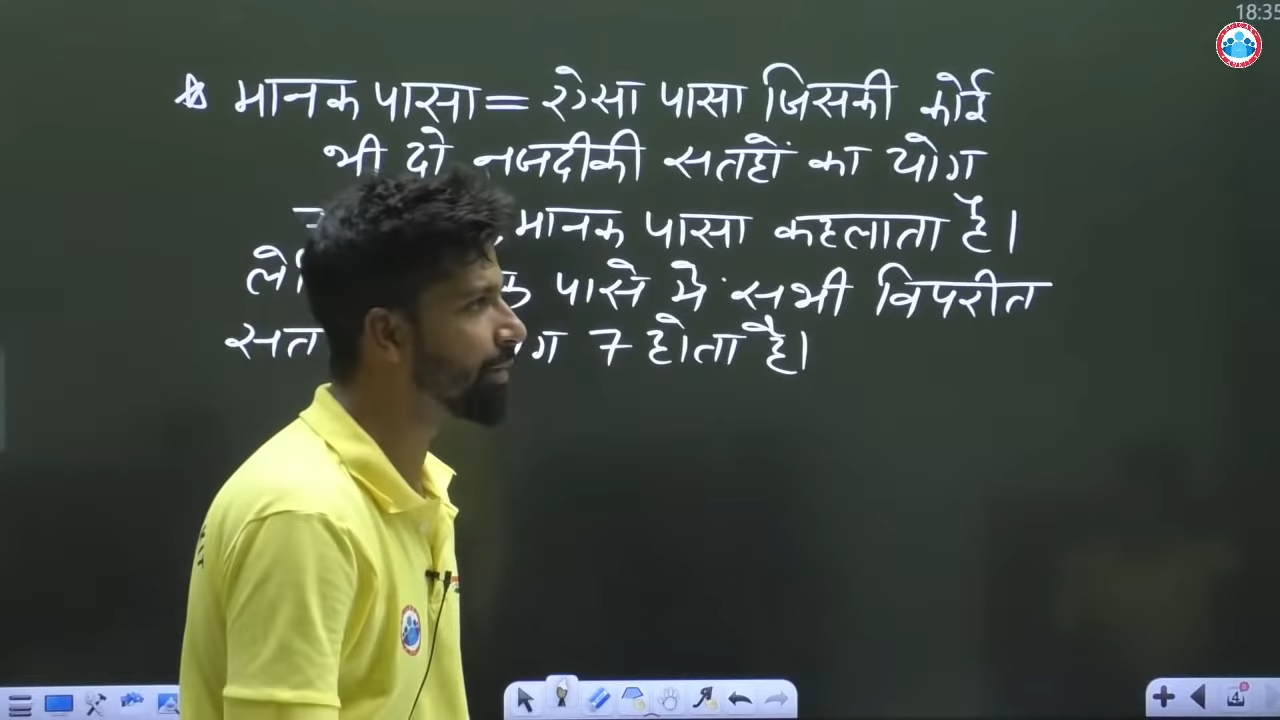 18:35
मानक पासा = ऐसा पासा जिसकी कोई
भी दो नजदीकी सतहों का योग
मानक पासा कहलाता है।
पासे में सभी विपरीत
7 होता है।